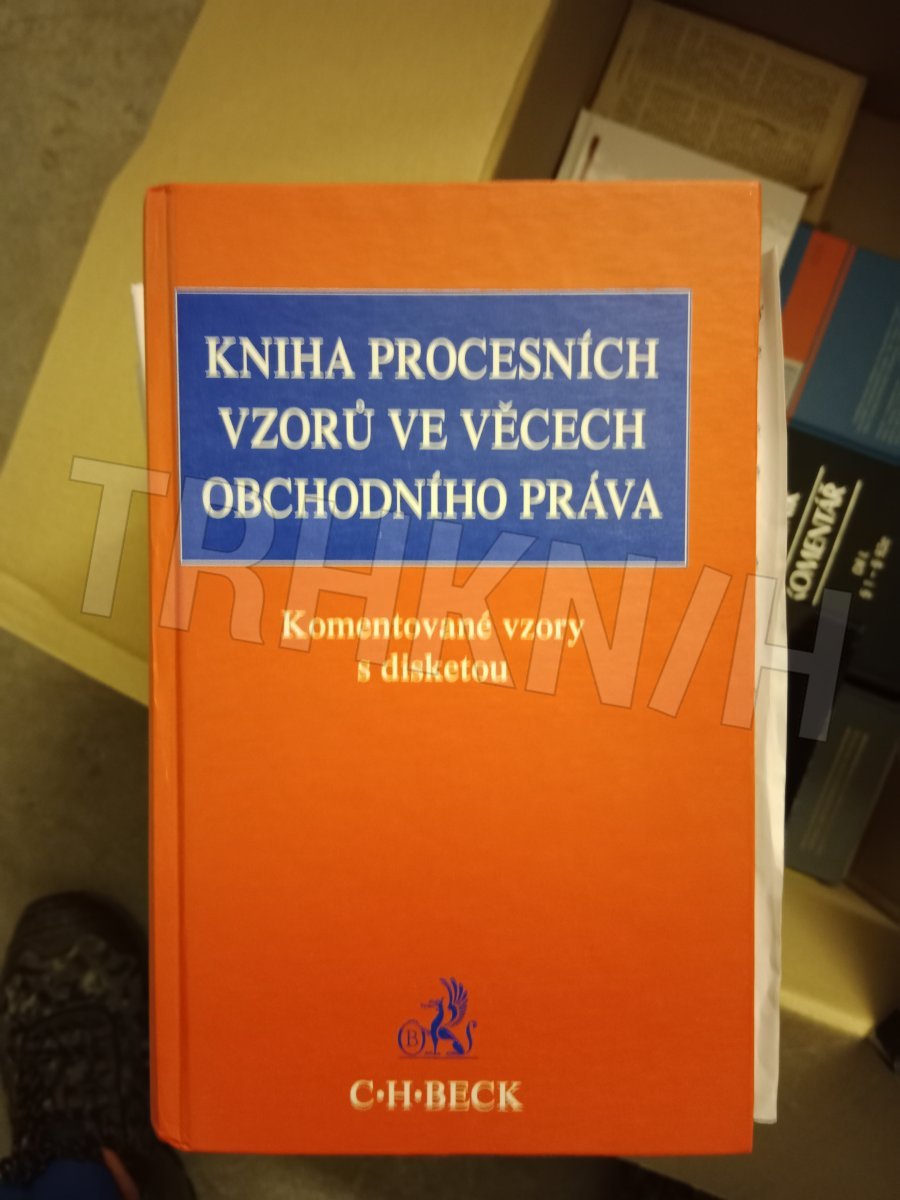 KNIHA PROCESNÍCH
VZORŮ VE VĚCECH
OBCHODNÍHO PRÁVA
Komentované vzory
s disketou
B
C·H·BECK
TRHKNIH
KOMENTÁŘ